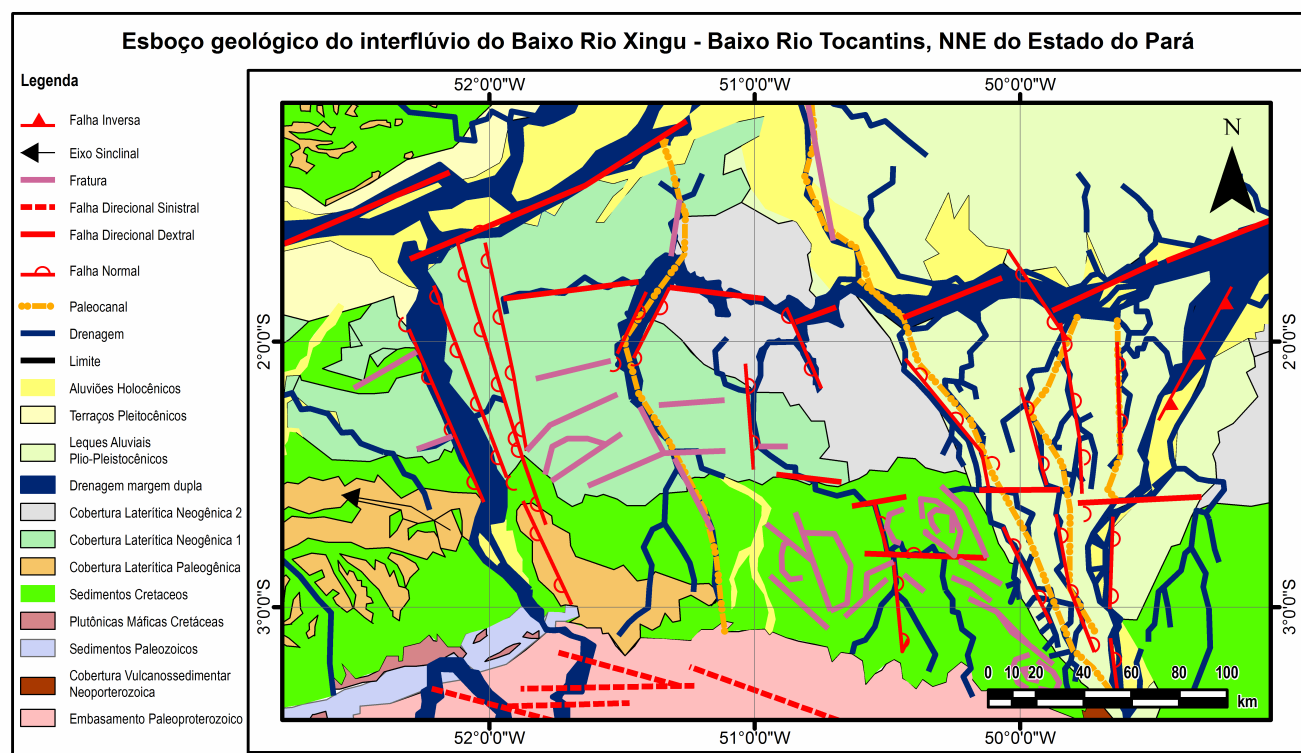 Esboço geológico do interflúvio do Baixo Rio Xingu - Baixo Rio Tocantins, NNE do Estado do Pará
Legenda
Falha Inversa
Eixo Sinclinal
Fratura
Falha Direcional Sinistral
Falha Direcional Dextral
Falha Normal
Paleocanal
Drenagem
Limite
Aluviões Holocênicos
Terraços Pleitocênicos
Leques Aluviais
Plio-Pleistocênicos
Drenagem margem dupla
Cobertura Laterítica Neogênica 2
Cobertura Laterítica Neogênica 1
Cobertura Laterítica Paleogênica
Sedimentos Cretaceos
Plutônicas Máficas Cretáceas
Sedimentos Paleozoicos
Cobertura Vulcanossedimentar
Neoporterozoica
Embasamento Paleoproterozoico
52°0'0"W
51°0'0"W
50°0'0"W
N
2°0'0"S
2°0'0"S
3°0'0"S
3°0'0"S
0 10 20 40 60 80 100
km
52°0'0"W
51°0'0"W
50°0'0"W